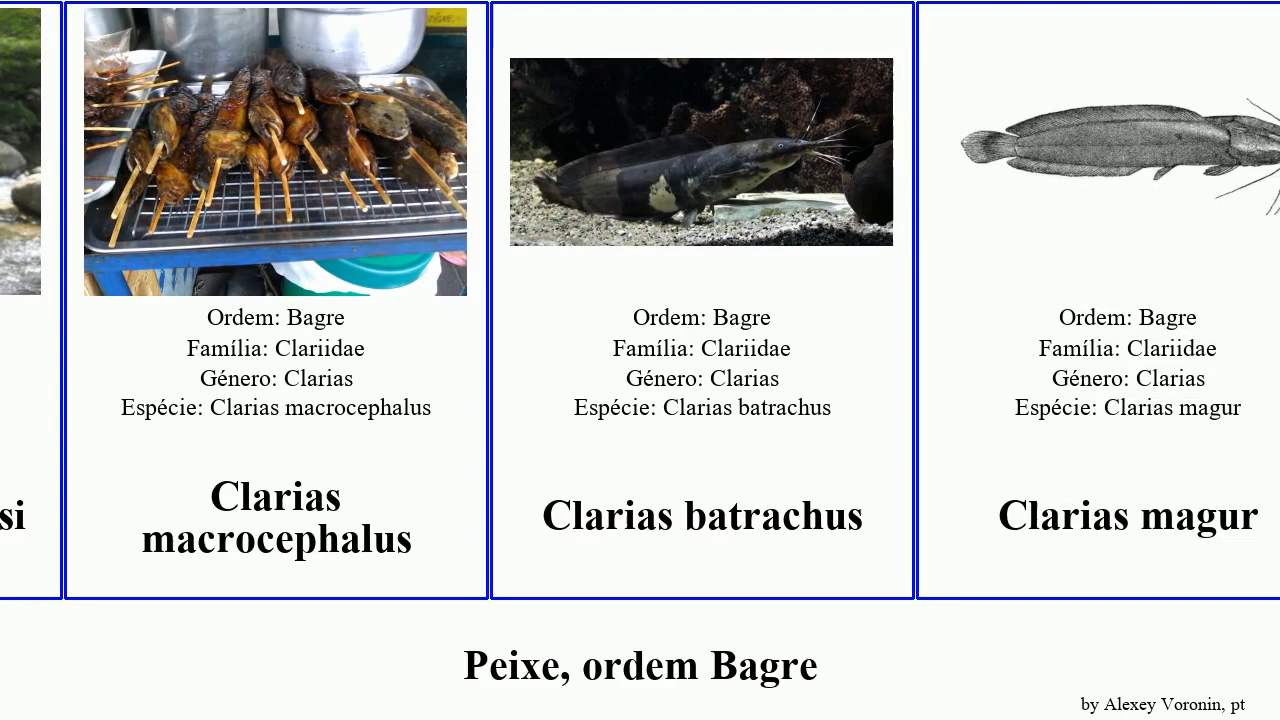 Ordem: Bagre
Família: Clariidae
Género: Clarias
Espécie: Clarias macrocephalus
Clarias
macrocephalus
Ordem: Bagre
Família: Clariidae
Género: Clarias
Espécie: Clarias batrachus
Clarias batrachus
Ordem: Bagre
Família: Clariidae
Género: Clarias
Espécie: Clarias magur
Clarias magur
Peixe, ordem Bagre
by Alexey Voronin, pt